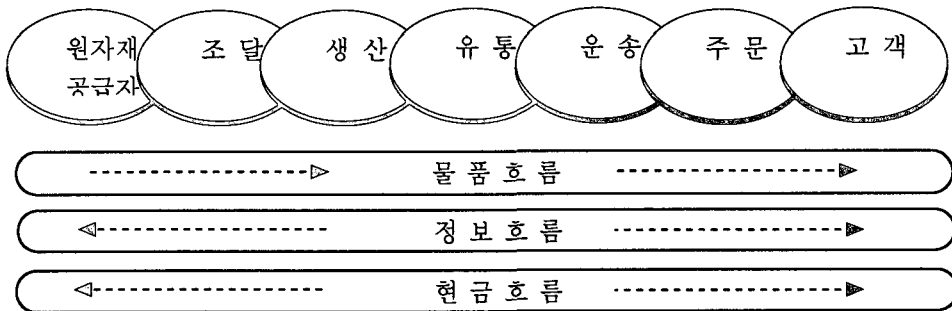 원자재 조 달 생 산 유 통 운 송 주 문 고 객
공급자
물 품 흐 름
정 보 흐 름
현 금 흐 름